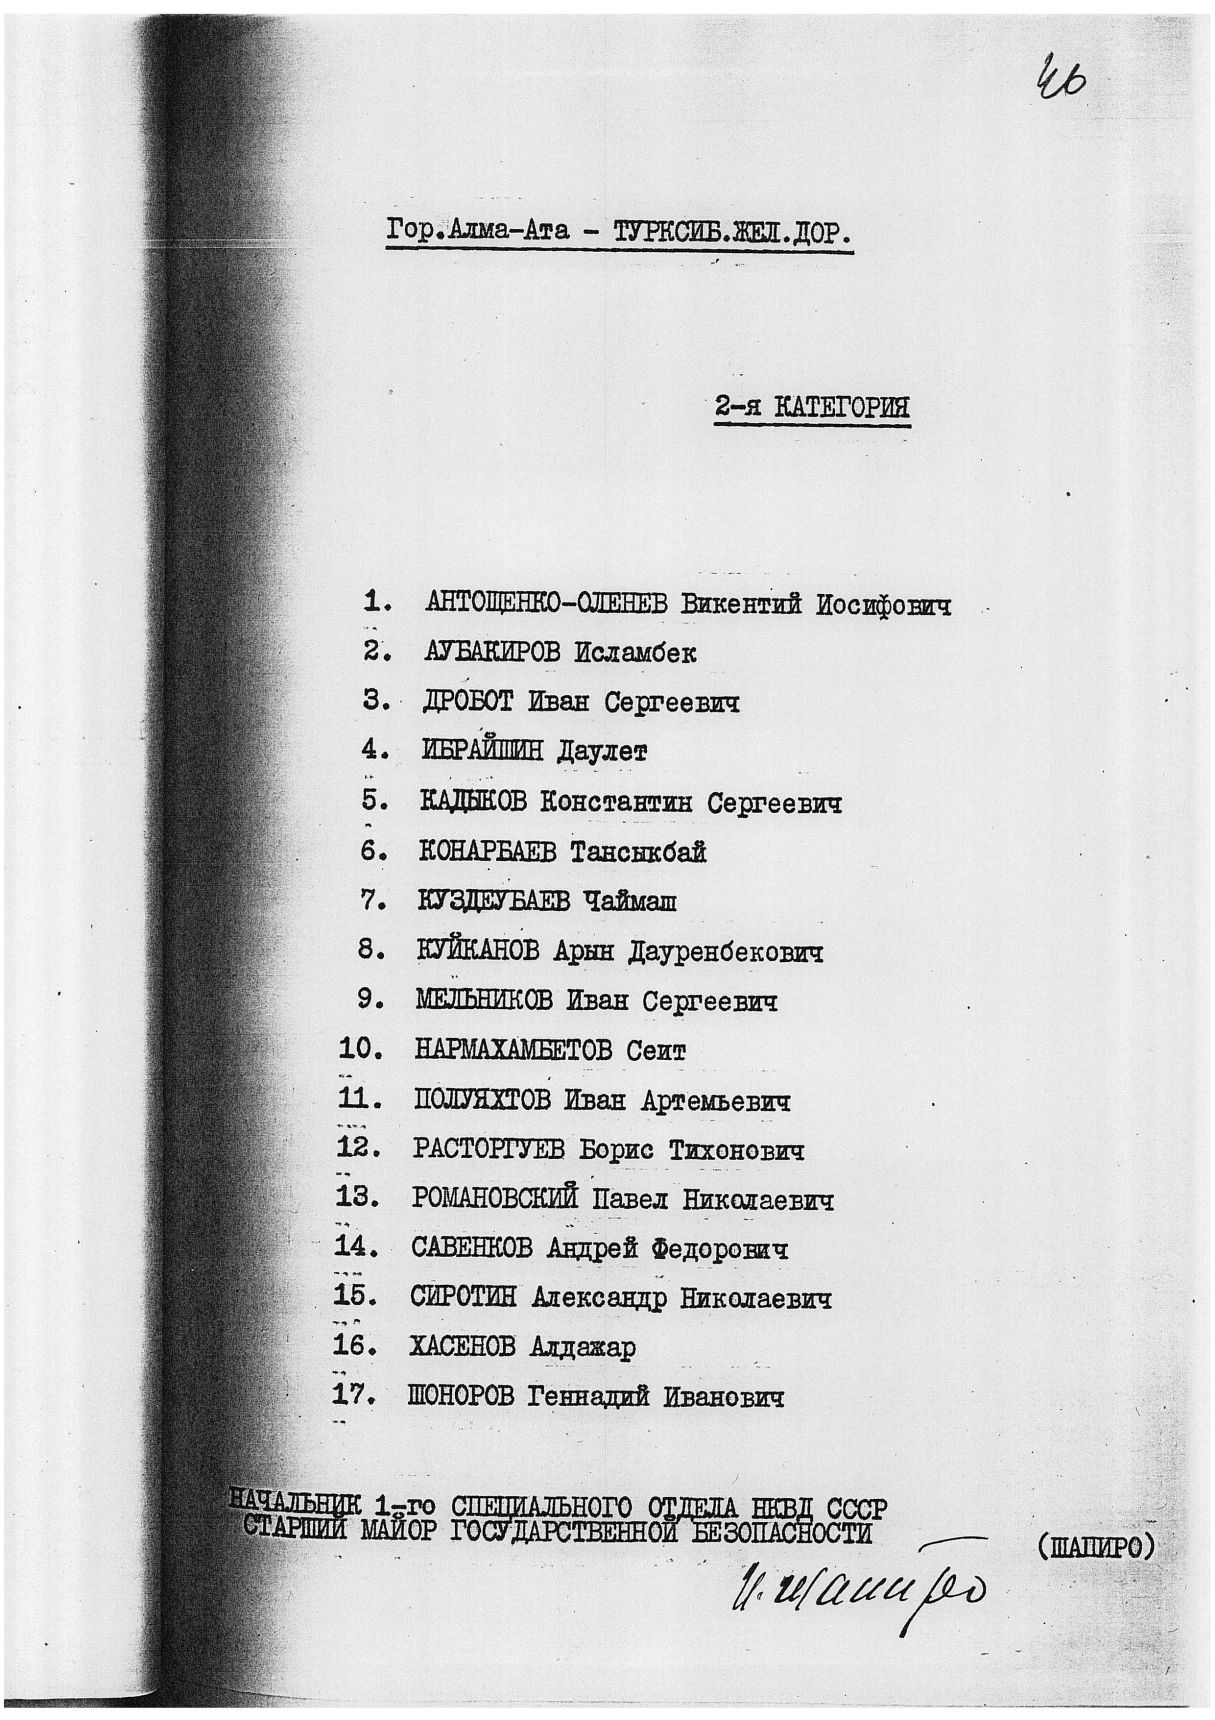 46
Гор.Алма-Ата - ТУРКСИБ.ЖЕЛ.ДОР.
2-я КАТЕГОРИЯ
1. АНТОЩЕНКО-ОЛЕНЕВ Викентий Иосифович
2. АУБАКИРОВ Исламбек
3. ДРОБОТ Иван Сергеевич
4. ИБРАЙШИН Даулет
5. КАДЫКОВ Константин Сергеевич
6. КОНАРБАЕВ Тансыкбай
7. КУЗДЕУБАЕВ Чаймаш
8. КУЙКАНОВ Арын Дауренбекович
9. МЕЛЬНИКОВ Иван Сергеевич
10. НАРМАХАМБЕТОВ Сеит
11. ПОЛУЯХТОВ Иван Артемьевич
12. РАСТОРГУЕВ Борис Тихонович
13. РОМАНОВСКИЙ Павел Николаевич
14. САВЕНКОВ Андрей Федорович
15. СИРОТИН Александр Николаевич
16. ХАСЕНОВ Алдажар
17. ШОНОРОВ Геннадий Иванович
НАЧАЛЬНИК 1-го СПЕЦИАЛЬНОГО ОТДЕЛА НКВД СССР
СТАРШИЙ МАЙОР ГОСУДАРСТВЕННОЙ БЕЗОПАСНОСТИ
(ШАПИРО)
И. Шапиро